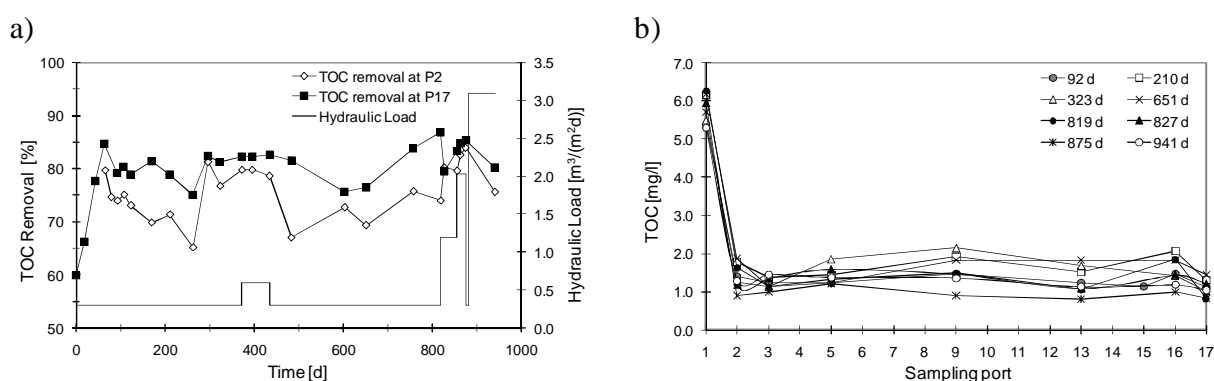 a)
TOC Removal [%]
100
90
80
70
60
50
TOC removal at P2
TOC removal at P17
Hydraulic Load
3.5
3.0
2.5
2.0
1.5
1.0
0.5
0.0
Hydraulic Load [m³/(m²d)]
0 200 400 600 800 1000
Time [d]
b)
TOC [mg/l]
7.0
6.0
5.0
4.0
3.0
2.0
1.0
0.0
92 d 210 d
323 d 651 d
819 d 827 d
875 d 941 d
1 2 3 4 5 6 7 8 9 10 11 12 13 14 15 16 17
Sampling port